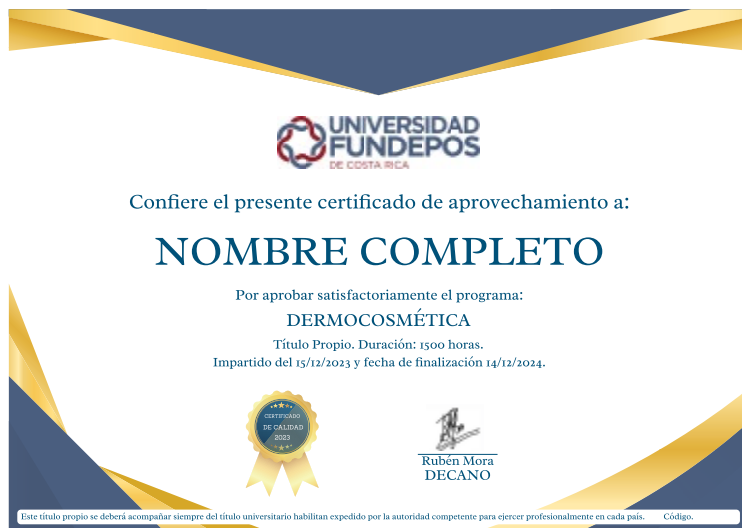 UNIVERSIDAD
FUNDEPOS
DE COSTA RICA
Confiere el presente certificado de aprovechamiento a:
NOMBRE COMPLETO
Por aprobar satisfactoriamente el programa:
DERMOCOSMÉTICA
Título Propio. Duración: 1500 horas.
Impartido del 15/12/2023 y fecha de finalización 14/12/2024.
CERTIFICADO
DE CALIDAD
2023
Rubén Mora
DECANO
Este título propio se deberá acompañar siempre del título universitario habilitan expedido por la autoridad competente para ejercer profesionalmente en cada país. Código.